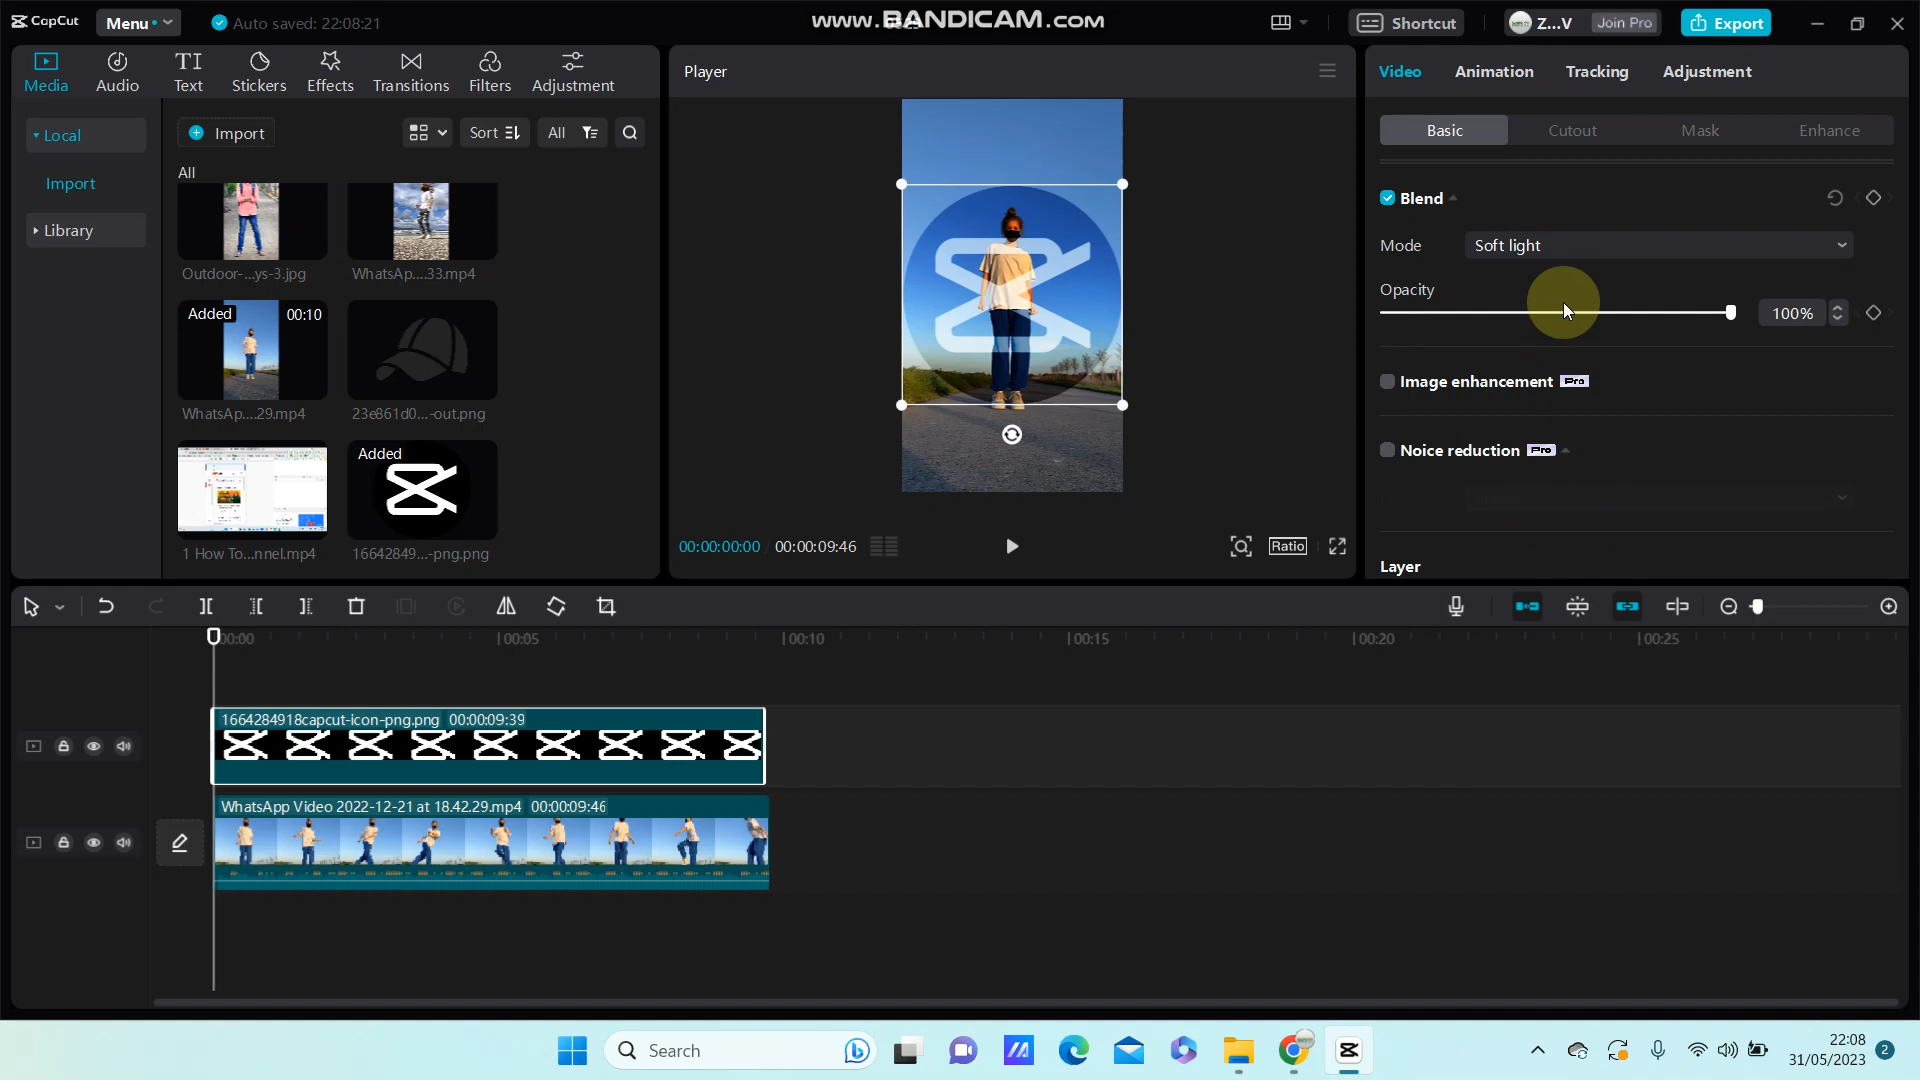 CapCut
Menu
Auto saved: 22:08:21
www.BANDICAM.com
Shortcut
Z...V
Join Pro
Export
Media
Audio
Text
Stickers
Effects
Transitions
Filters
Adjustment
Local
Import
Library
Import
Sort
All
All
Outdoor-...ys-3.jpg
WhatsAp....33.mp4
Added
00:10
WhatsAp....29.mp4
23e861d0...-out.png
1 How To...nnel.mp4
Added
16642849...-png.png
Player
00:00:00:00
00:00:09:46
Ratio
Video
Animation
Tracking
Adjustment
Basic
Cutout
Mask
Enhance
Blend
Mode
Soft light
Opacity
100%
Image enhancement
Pro
Noice reduction
Pro
Layer
00:00
00:05
00:10
00:15
00:20
00:25
1664284918capcut-icon-png.png 00:00:09:39
WhatsApp Video 2022-12-21 at 18.42.29.mp4 00:00:09:46
Search
22:08
31/05/2023
2